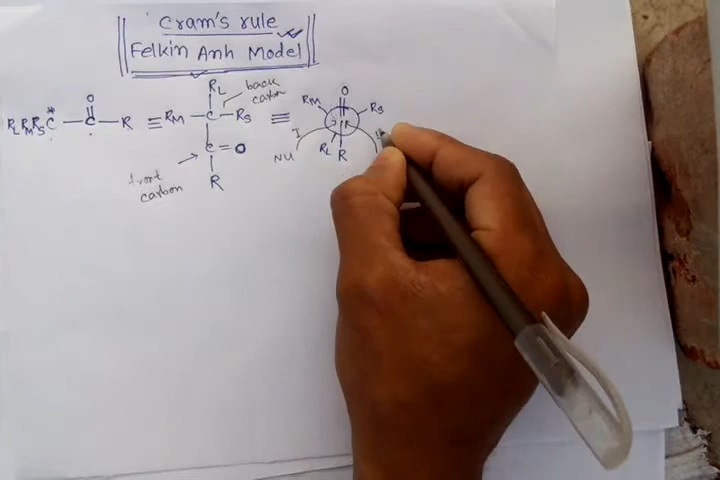 Cram's rule
Felkin Anh Model
RL back carbon
O
RLRMRSC* - C - R ≡ RM - C - RS ≡ RM O RS
C = O
front carbon
R
I
NU
RL R